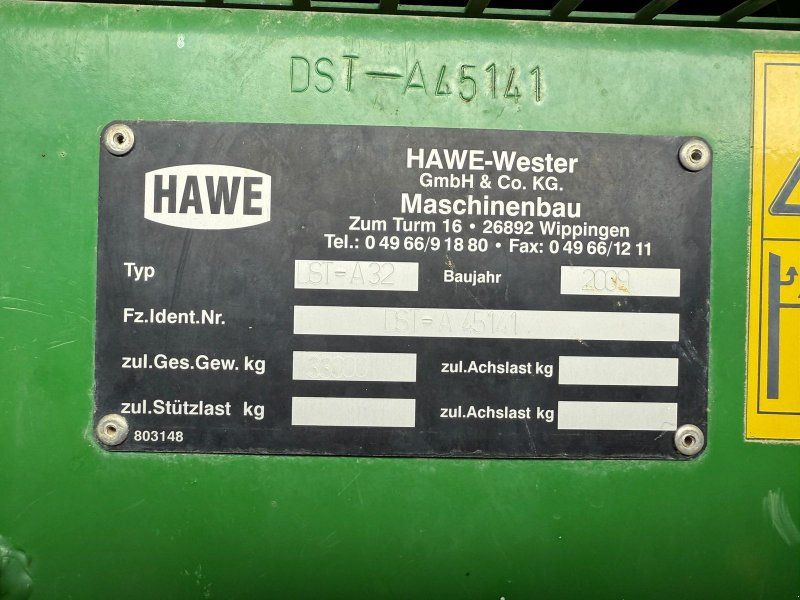 DST-A45141
HAWE
HAWE-Wester
GmbH & Co. KG.
Maschinenbau
Zum Turm 16 • 26892 Wippingen
Tel.: 0 49 66/9 18 80 • Fax: 0 49 66/12 11
Typ DST-A32 Baujahr 2009
Fz.Ident.Nr. DST-A 45141
zul.Ges.Gew. kg zul.Achslast kg
zul.Stützlast kg zul.Achslast kg
803148